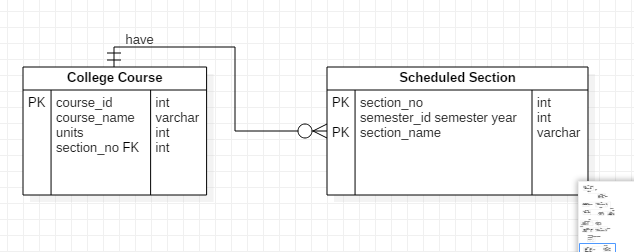 have
College Course
PK course_id int
course_name varchar
units int
section_no FK int
Scheduled Section
PK section_no int
semester_id semester year int
PK section_name varchar